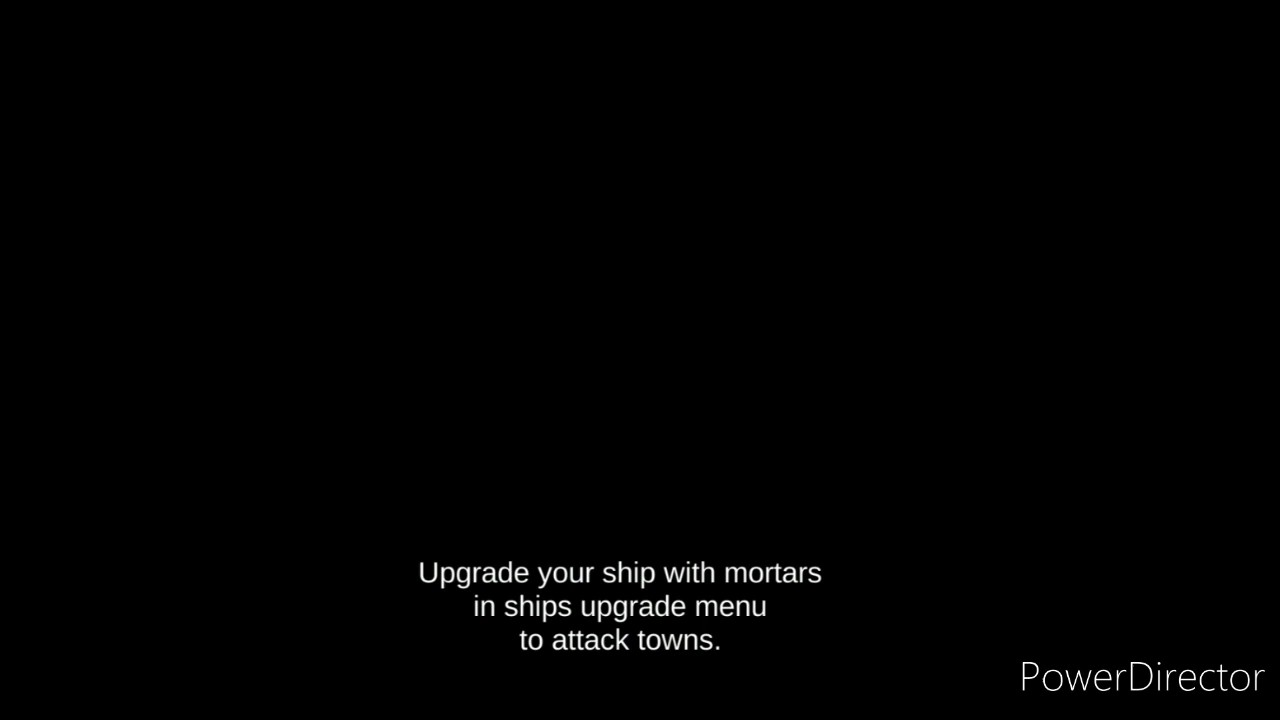 Upgrade your ship with mortars
in ships upgrade menu
to attack towns.
PowerDirector